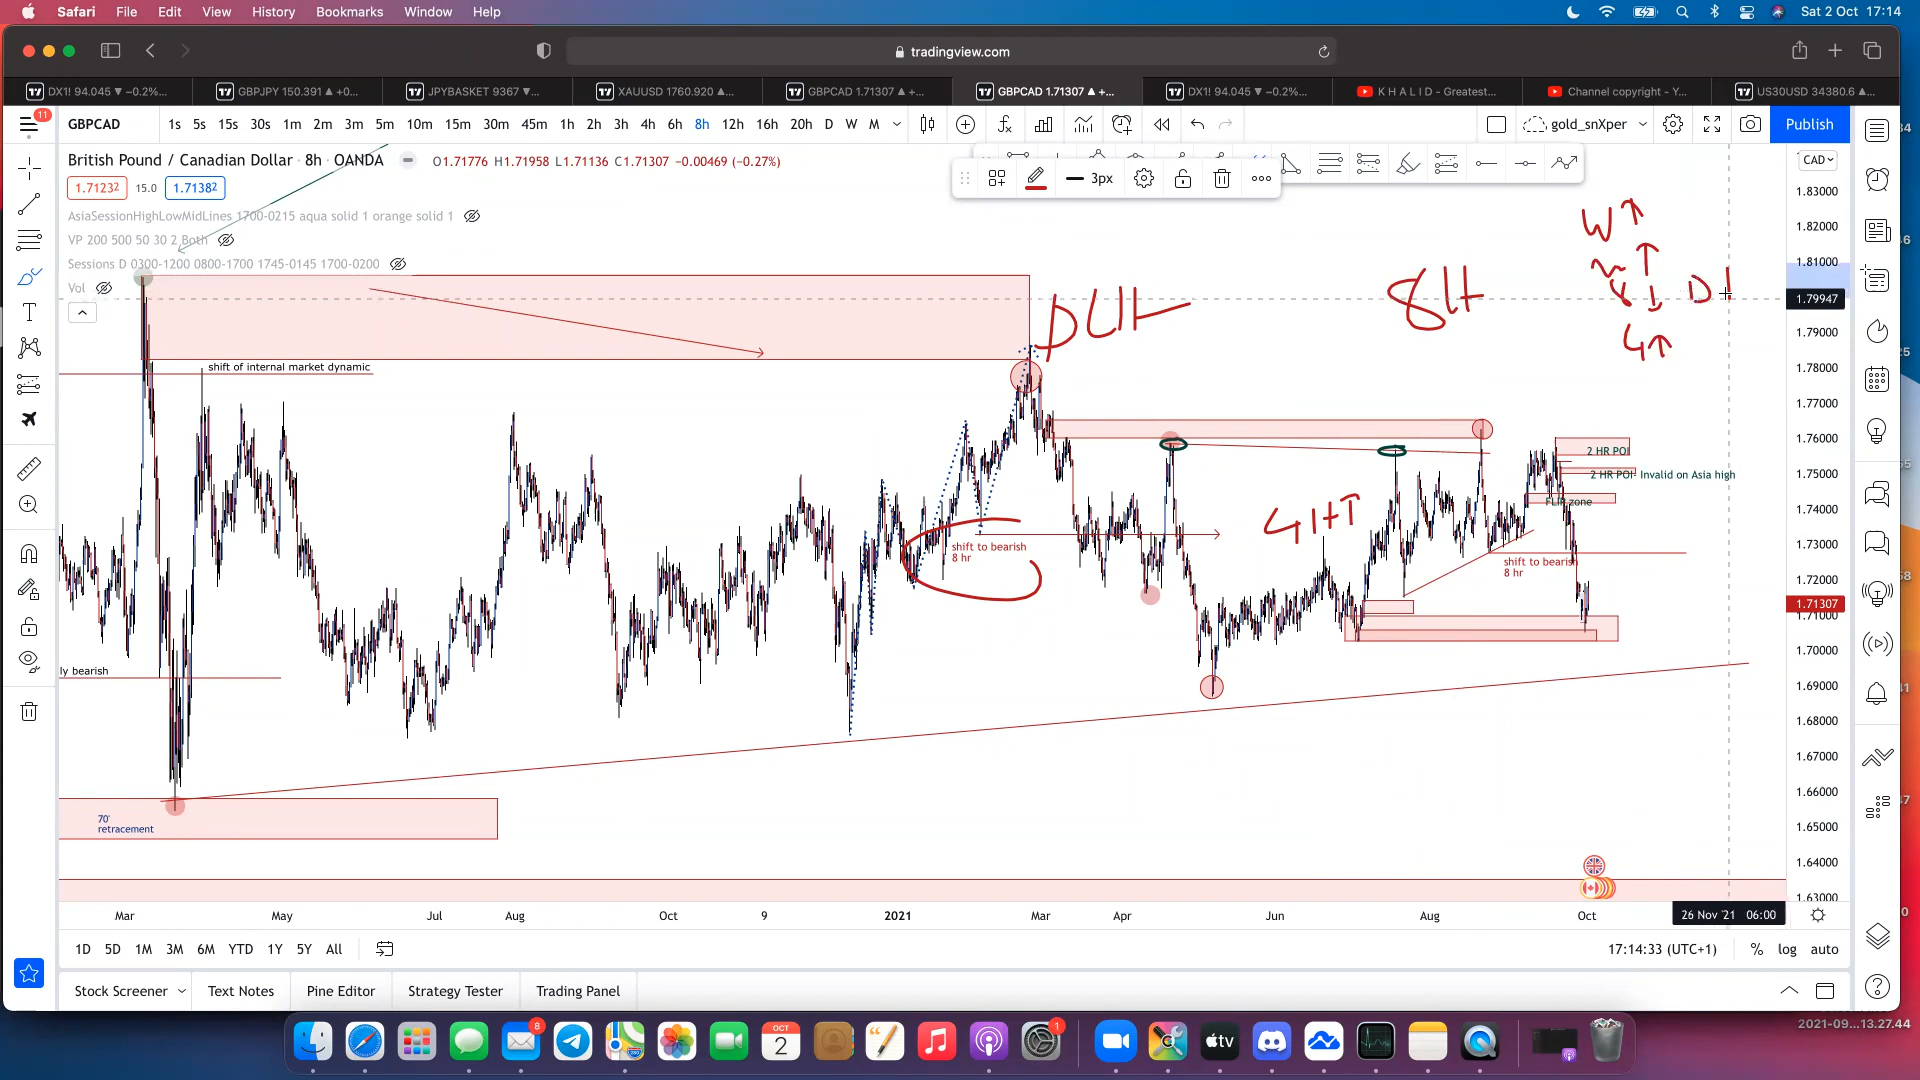 Safari File Edit View History Bookmarks Window Help Sat 2 Oct 17:14
tradingview.com
DX1! 94.045 ▼ −0.2%...
GBPJPY 150.391 ▲ +0...
JPYBASKET 9367 ▼...
XAUUSD 1760.920 ▲...
GBPCAD 1.71307 ▲ +...
GBPCAD 1.71307 ▲ +...
DX1! 94.045 ▼ −0.2%...
K H A L I D - Greatest...
Channel copyright - Y...
US30USD 34380.6 ▲...
11
GBPCAD 1s 5s 15s 30s 1m 2m 3m 5m 10m 15m 30m 45m 1h 2h 3h 4h 6h 8h 12h 16h 20h D W M
gold_snXper
Publish
British Pound / Canadian Dollar · 8h · OANDA O1.71776 H1.71958 L1.71136 C1.71307 −0.00469 (−0.27%)
3px
CAD
1.71232 15.0 1.71382
AsiaSessionHighLowMidLines 1700-0215 aqua solid 1 orange solid 1
VP 200 500 50 30 2 Both
Sessions D 0300-1200 0800-1700 1745-0145 1700-0200
Vol
W
D
8H
4HT
shift of internal market dynamic
2 HR POI
2 HR POI- Invalid on Asia high
FLIP zone
shift to bearish
8 hr
shift to bearish
8 hr
ly bearish
70'
retracement
1.83000
1.82000
1.81000
1.79947
1.79000
1.78000
1.77000
1.76000
1.75000
1.74000
1.73000
1.72000
1.71307
1.71000
1.70000
1.69000
1.68000
1.67000
1.66000
1.65000
1.64000
1.63000
Mar May Jul Aug Oct 9 2021 Mar Apr Jun Aug Oct 26 Nov '21 06:00
1D 5D 1M 3M 6M YTD 1Y 5Y All
17:14:33 (UTC+1) % log auto
Stock Screener Text Notes Pine Editor Strategy Tester Trading Panel
2021-09...13.27.44
8
OCT
2
tv
1